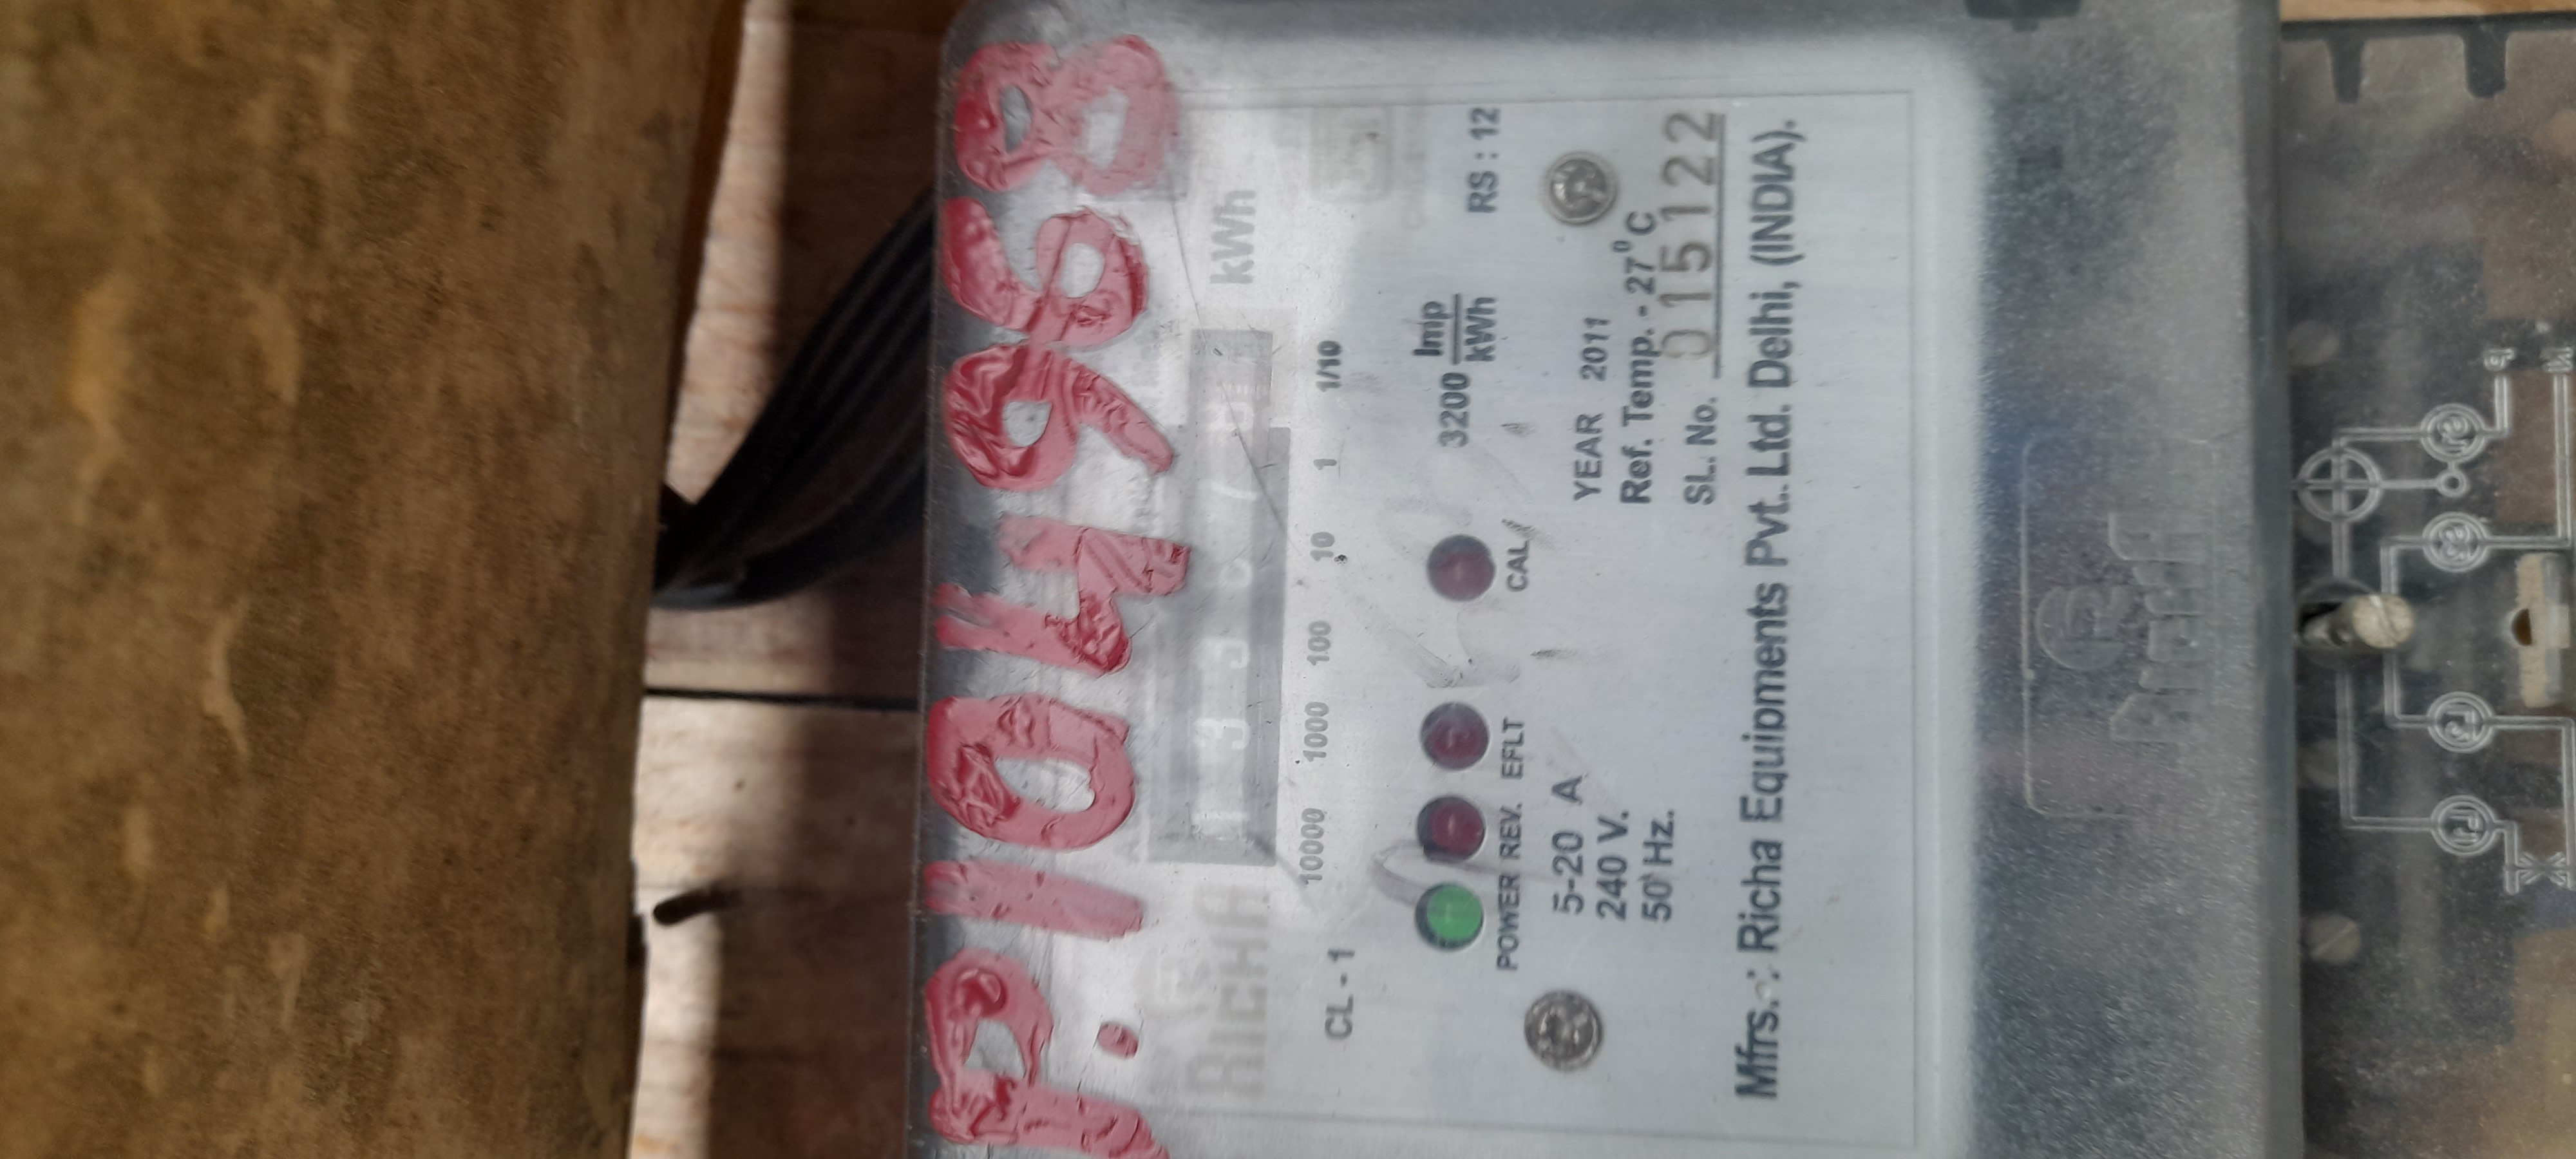 P.104968
RICHA
kWh
10000 1000 100 10 1 1/10
CL - 1
3200 Imp/kWh
RS : 12
POWER REV. EFLT CAL
5-20 A
240 V.
50 Hz.
YEAR 2011
Ref. Temp. - 27⁰C
SL. No. 015122
Mfrs.: Richa Equipments Pvt. Ltd. Delhi, (INDIA).